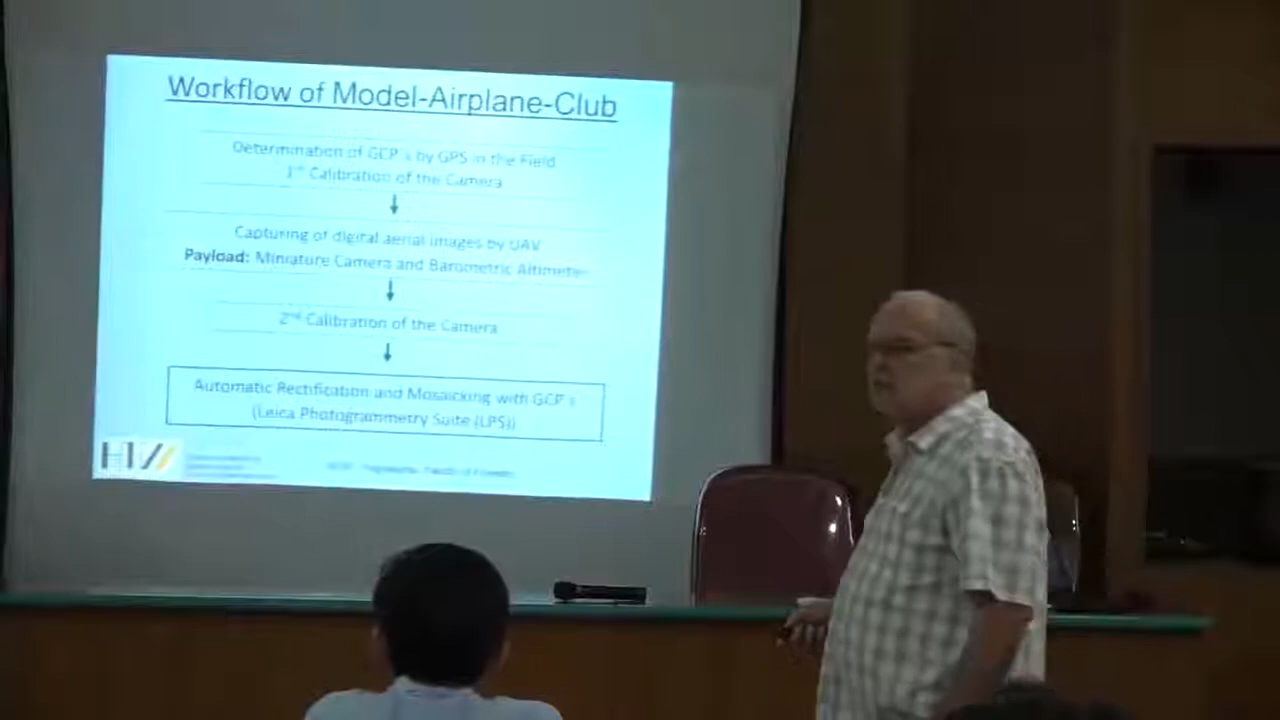 Workflow of Model-Airplane-Club
Determination of GCP´s by GPS in the Field
1st Calibration of the Camera
Capturing of digital aerial images by UAV
Payload: Miniature Camera and Barometric Altimeter
2nd Calibration of the Camera
Automatic Rectification and Mosaicking with GCP´s
(Leica Photogrammetry Suite (LPS))
HTW